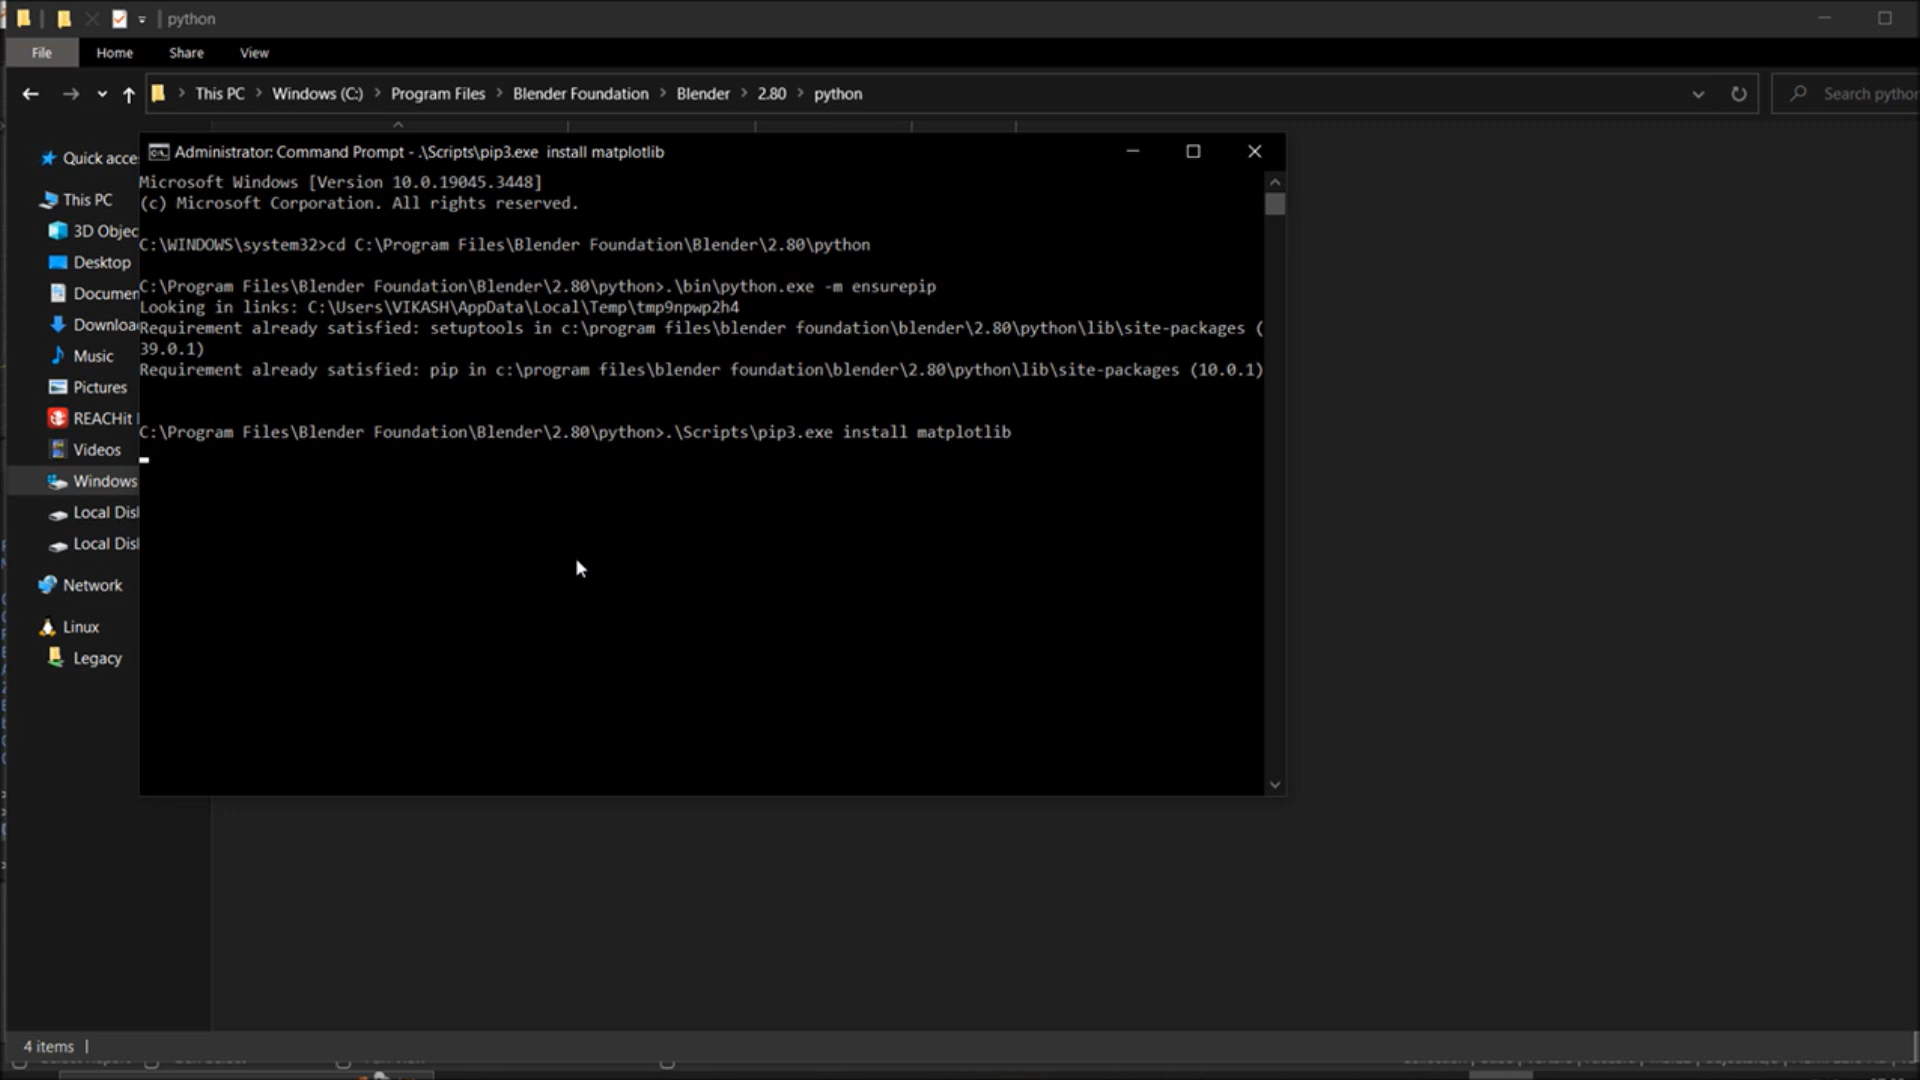 python
File Home Share View
This PC > Windows (C:) > Program Files > Blender Foundation > Blender > 2.80 > python
Search python
Quick acce
This PC
3D Objec
Desktop
Documen
Downloa
Music
Pictures
REACHit
Videos
Windows
Local Dis
Local Dis
Network
Linux
Legacy
Administrator: Command Prompt - .\Scripts\pip3.exe  install matplotlib
Microsoft Windows [Version 10.0.19045.3448]
(c) Microsoft Corporation. All rights reserved.
C:\WINDOWS\system32>cd C:\Program Files\Blender Foundation\Blender\2.80\python
C:\Program Files\Blender Foundation\Blender\2.80\python>.\bin\python.exe -m ensurepip
Looking in links: C:\Users\VIKASH\AppData\Local\Temp\tmp9npwp2h4
Requirement already satisfied: setuptools in c:\program files\blender foundation\blender\2.80\python\lib\site-packages (
39.0.1)
Requirement already satisfied: pip in c:\program files\blender foundation\blender\2.80\python\lib\site-packages (10.0.1)
C:\Program Files\Blender Foundation\Blender\2.80\python>.\Scripts\pip3.exe install matplotlib
4 items